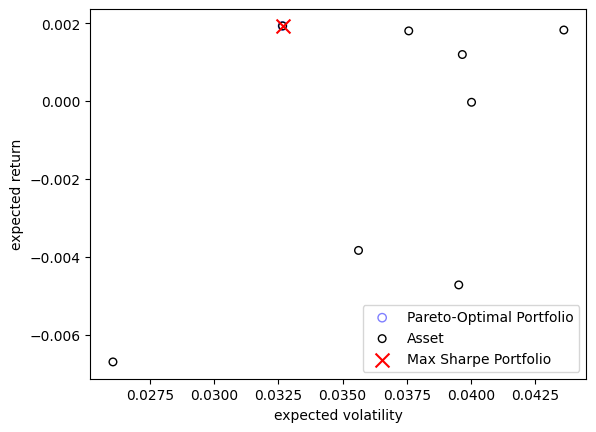 0.002
0.000
−0.002
−0.004
−0.006
expected return
Pareto-Optimal Portfolio
Asset
Max Sharpe Portfolio
0.0275 0.0300 0.0325 0.0350 0.0375 0.0400 0.0425
expected volatility